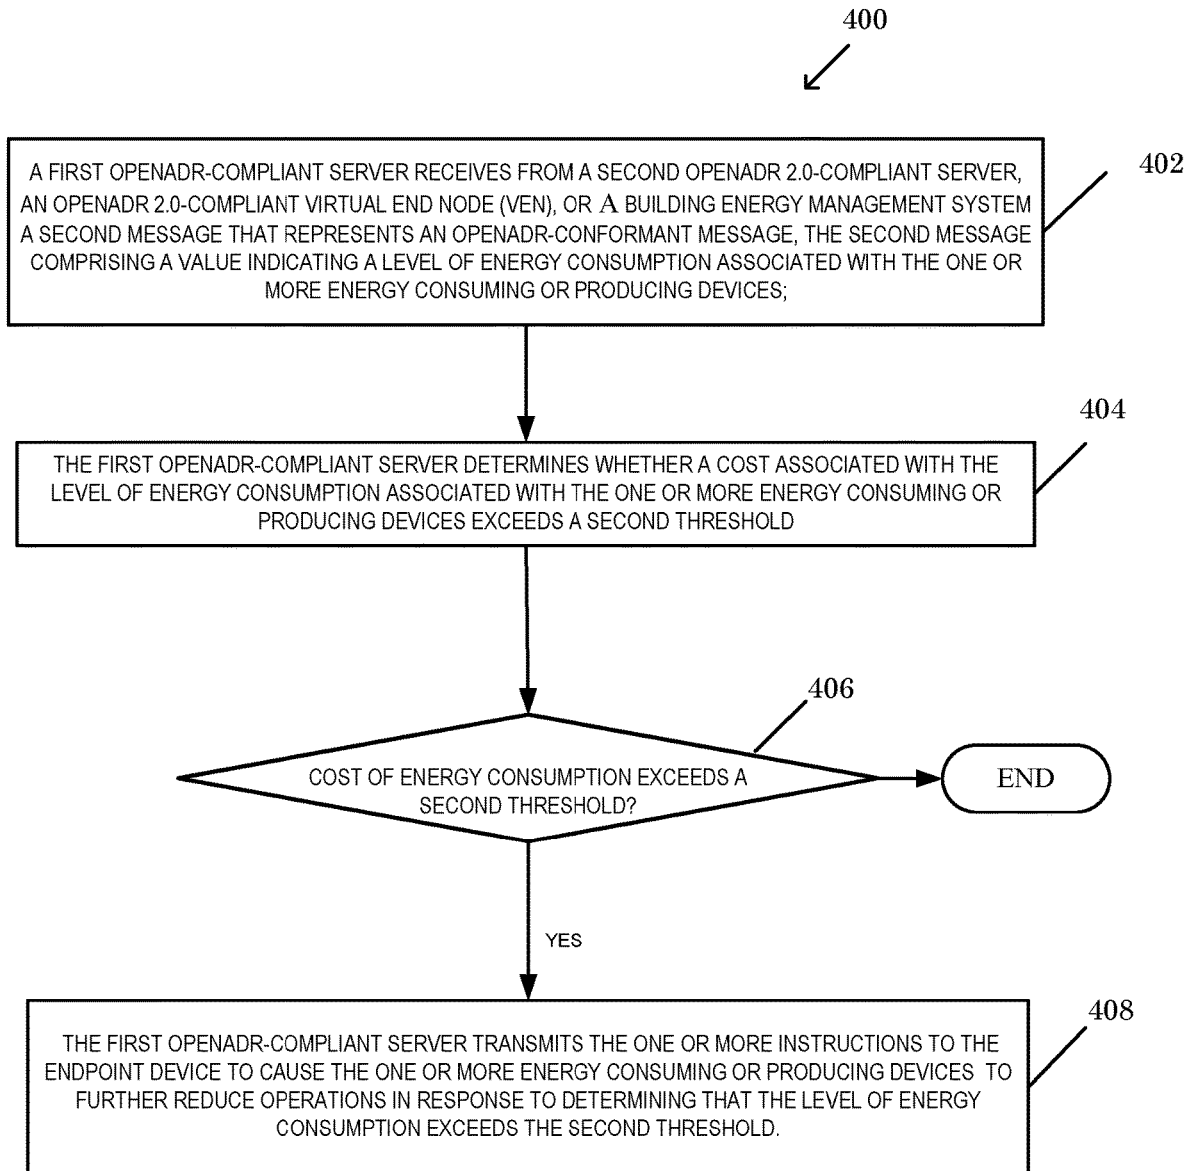 400
A FIRST OPENADR-COMPLIANT SERVER RECEIVES FROM A SECOND OPENADR 2.0-COMPLIANT SERVER,
AN OPENADR 2.0-COMPLIANT VIRTUAL END NODE (VEN), OR A BUILDING ENERGY MANAGEMENT SYSTEM
A SECOND MESSAGE THAT REPRESENTS AN OPENADR-CONFORMANT MESSAGE, THE SECOND MESSAGE
COMPRISING A VALUE INDICATING A LEVEL OF ENERGY CONSUMPTION ASSOCIATED WITH THE ONE OR
MORE ENERGY CONSUMING OR PRODUCING DEVICES;
402
THE FIRST OPENADR-COMPLIANT SERVER DETERMINES WHETHER A COST ASSOCIATED WITH THE
LEVEL OF ENERGY CONSUMPTION ASSOCIATED WITH THE ONE OR MORE ENERGY CONSUMING OR
PRODUCING DEVICES EXCEEDS A SECOND THRESHOLD
404
COST OF ENERGY CONSUMPTION EXCEEDS A
SECOND THRESHOLD?
406
END
YES
THE FIRST OPENADR-COMPLIANT SERVER TRANSMITS THE ONE OR MORE INSTRUCTIONS TO THE
ENDPOINT DEVICE TO CAUSE THE ONE OR MORE ENERGY CONSUMING OR PRODUCING DEVICES TO
FURTHER REDUCE OPERATIONS IN RESPONSE TO DETERMINING THAT THE LEVEL OF ENERGY
CONSUMPTION EXCEEDS THE SECOND THRESHOLD.
408